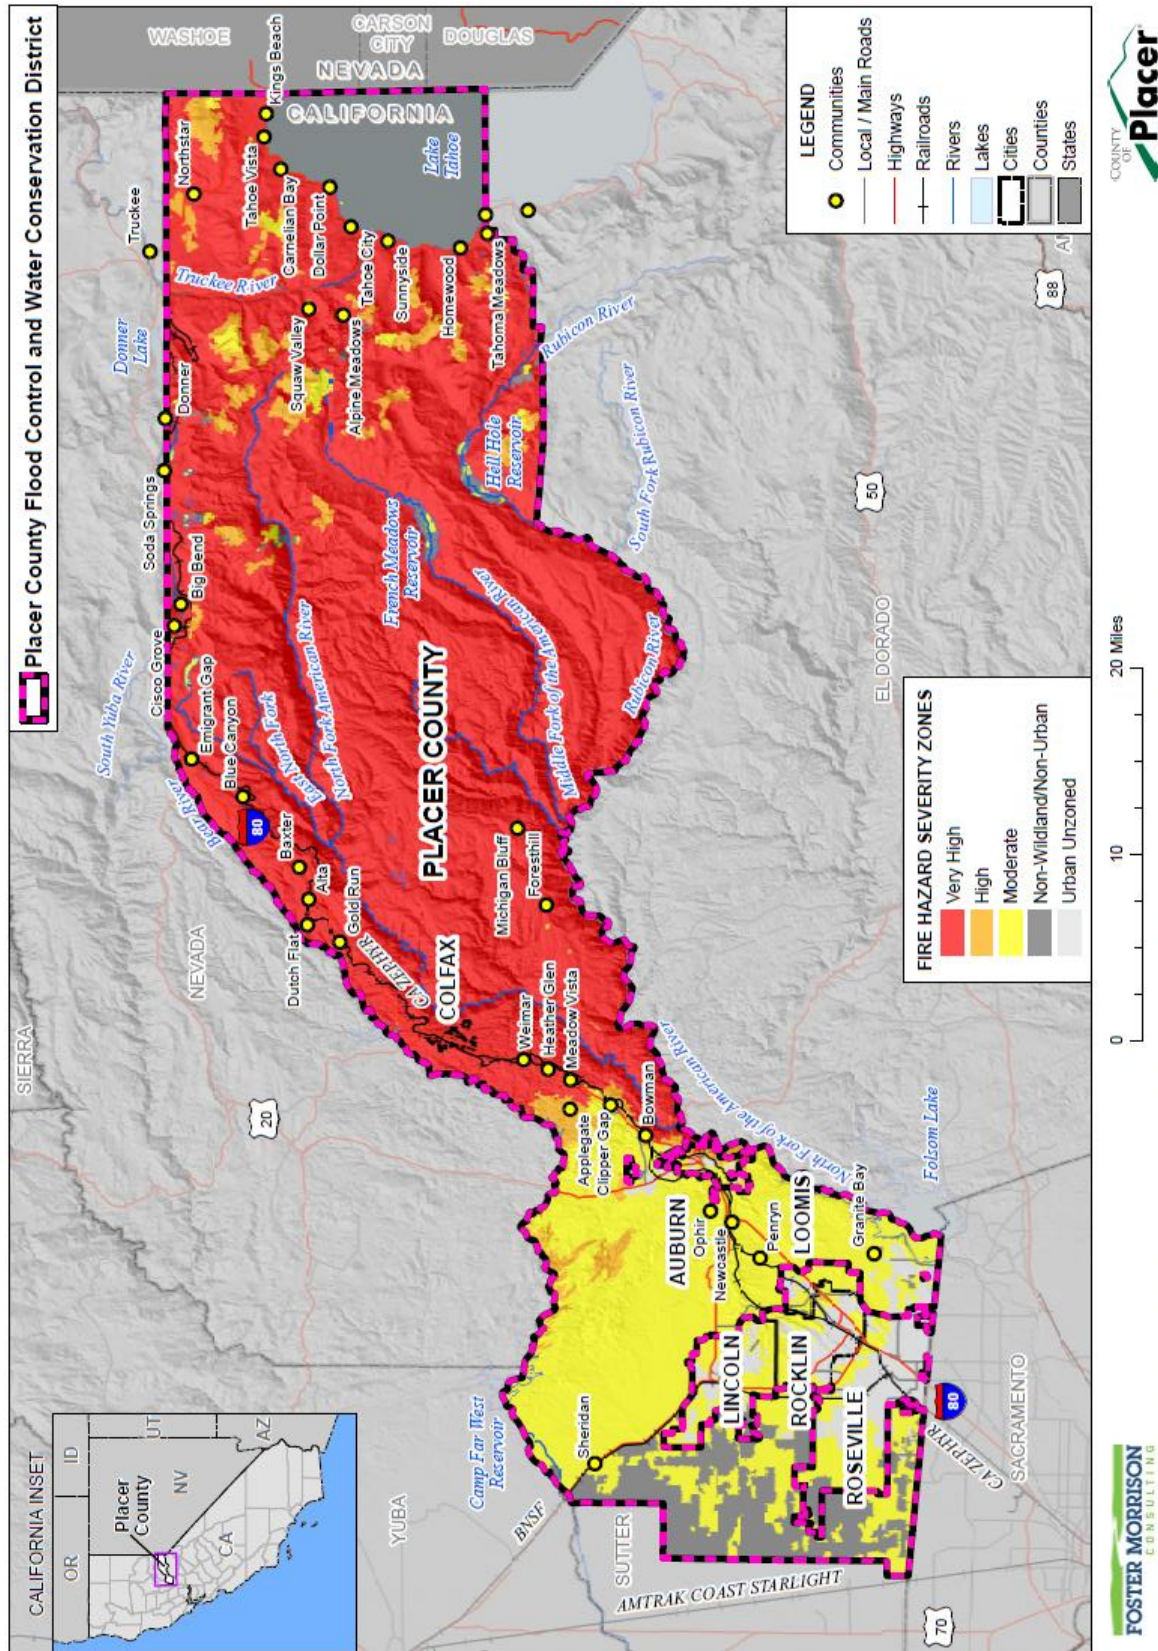 Placer County Flood Control and Water Conservation District
CALIFORNIA INSET
OR
ID
UT
NV
AZ
CA
Placer
County
SIERRA
NEVADA
YUBA
SUTTER
SACRAMENTO
EL DORADO
WASHOE
CARSON
CITY
DOUGLAS
NEVADA
CALIFORNIA
20
80
South Yuba River
Bear River
Donner
Lake
Truckee
Truckee River
Northstar
Kings Beach
Tahoe Vista
Carnelian Bay
Dollar Point
Tahoe City
Sunnyside
Homewood
Tahoma Meadows
Lake
Tahoe
Squaw Valley
Alpine Meadows
Donner
Soda Springs
Big Bend
Cisco Grove
Emigrant Gap
Blue Canyon
Baxter
Alta
Dutch Flat
Gold Run
CA ZEPHYR
COLFAX
PLACER COUNTY
East North Fork
North Fork American River
French Meadows
Reservoir
Hell Hole
Reservoir
Middle Fork of the American River
Rubicon River
Rubicon River
South Fork Rubicon River
Michigan Bluff
Foresthill
Weimar
Heather Glen
Meadow Vista
Applegate
Clipper Gap
Bowman
North Fork of the American River
Folsom Lake
Camp Far West
Reservoir
BNSF
Sheridan
AUBURN
Ophir
Newcastle
Penryn
LOOMIS
Granite Bay
LINCOLN
ROCKLIN
ROSEVILLE
80
CA ZEPHYR
AMTRAK COAST STARLIGHT
70
50
88
LEGEND
Communities
Local / Main Roads
Highways
Railroads
Rivers
Lakes
Cities
Counties
States
FIRE HAZARD SEVERITY ZONES
Very High
High
Moderate
Non-Wildland/Non-Urban
Urban Unzoned
0
10
20 Miles
FOSTER MORRISON
CONSULTING
COUNTY
OF
Placer